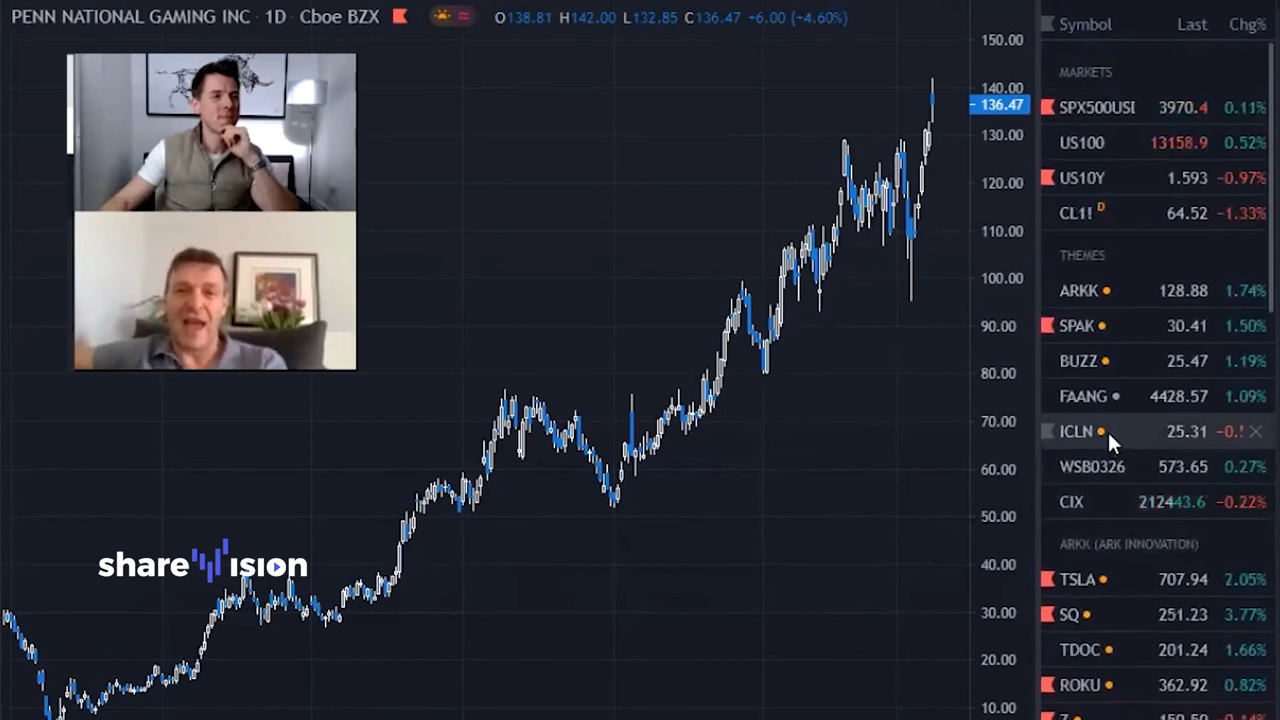 PENN NATIONAL GAMING INC · 1D · Cboe BZX O138.81 H142.00 L132.85 C136.47 +6.00 (+4.60%)
150.00
140.00
136.47
130.00
120.00
110.00
100.00
90.00
80.00
70.00
60.00
50.00
40.00
30.00
20.00
10.00
shareVision
Symbol Last Chg%
MARKETS
SPX500USD 3970.4 0.11%
US100 13158.9 0.52%
US10Y 1.593 -0.97%
CL1! D 64.52 -1.33%
THEMES
ARKK 128.88 1.74%
SPAK 30.41 1.50%
BUZZ 25.47 1.19%
FAANG 4428.57 1.09%
ICLN 25.31
WSB0326 573.65 0.27%
CIX 212443.6 -0.22%
ARKK (ARK INNOVATION)
TSLA 707.94 2.05%
SQ 251.23 3.77%
TDOC 201.24 1.66%
ROKU 362.92 0.82%